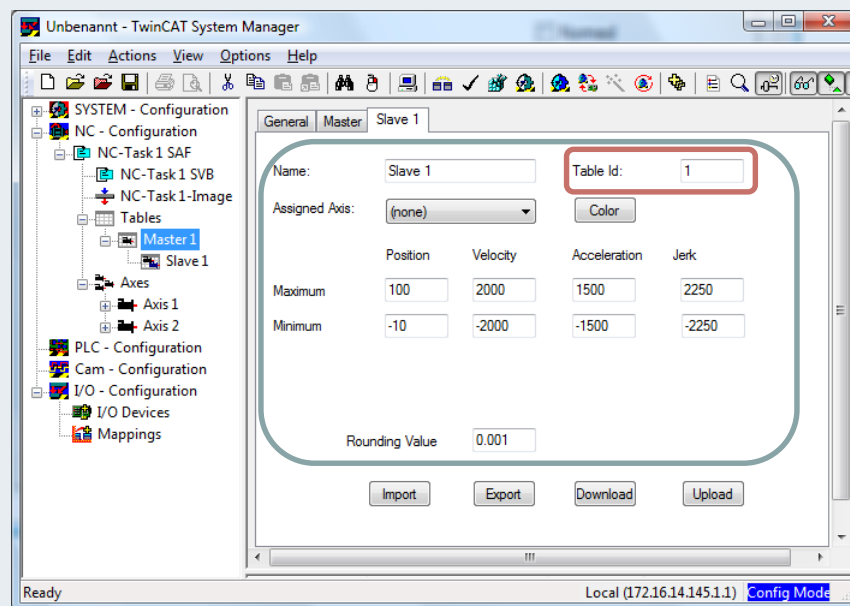 Unbenannt - TwinCAT System Manager
File Edit Actions View Options Help
SYSTEM - Configuration
NC - Configuration
NC-Task 1 SAF
NC-Task 1 SVB
NC-Task 1-Image
Tables
Master 1
Slave 1
Axes
Axis 1
Axis 2
PLC - Configuration
Cam - Configuration
I/O - Configuration
I/O Devices
Mappings
General Master Slave 1
Name: Slave 1 Table Id: 1
Assigned Axis: (none) Color
Position Velocity Acceleration Jerk
Maximum 100 2000 1500 2250
Minimum -10 -2000 -1500 -2250
Rounding Value 0.001
Import Export Download Upload
Ready Local (172.16.14.145.1.1) Config Mode